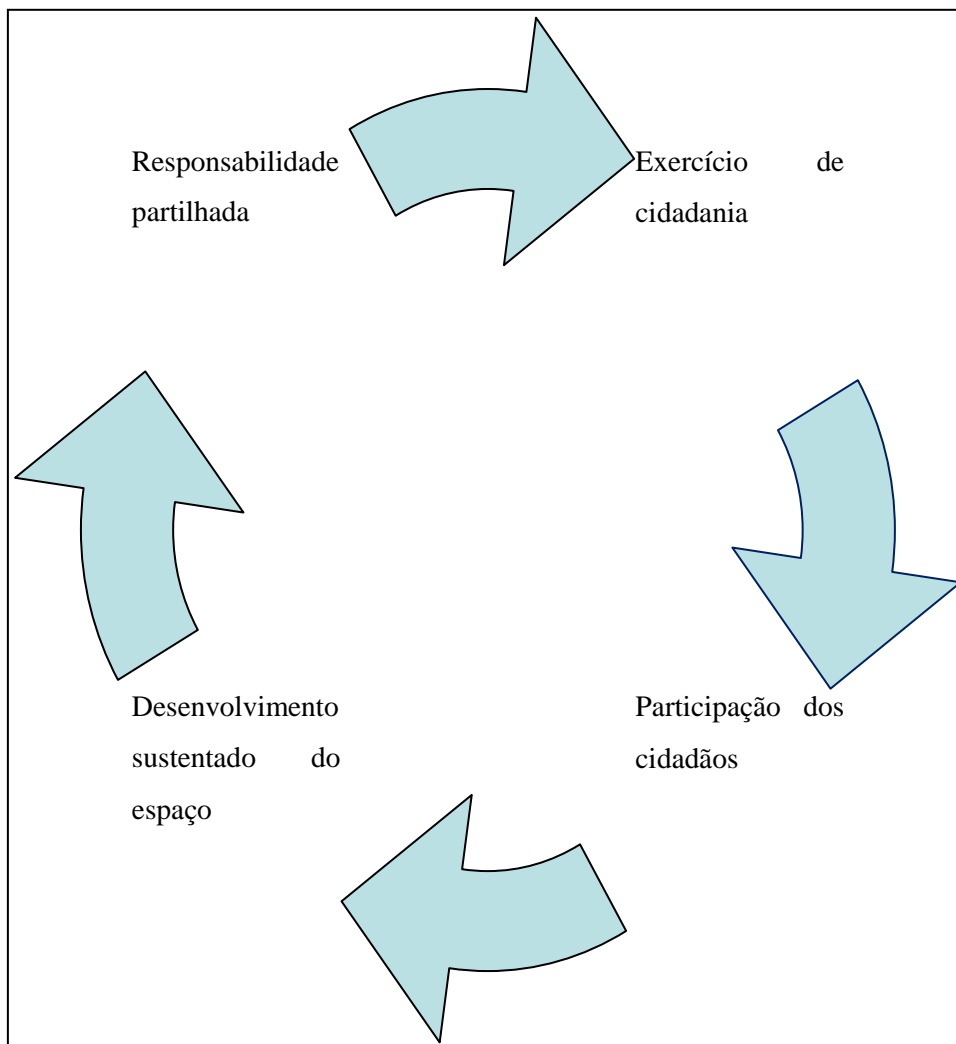 Responsabilidade
partilhada
Exercício de
cidadania
Desenvolvimento
sustentado do
espaço
Participação dos
cidadãos